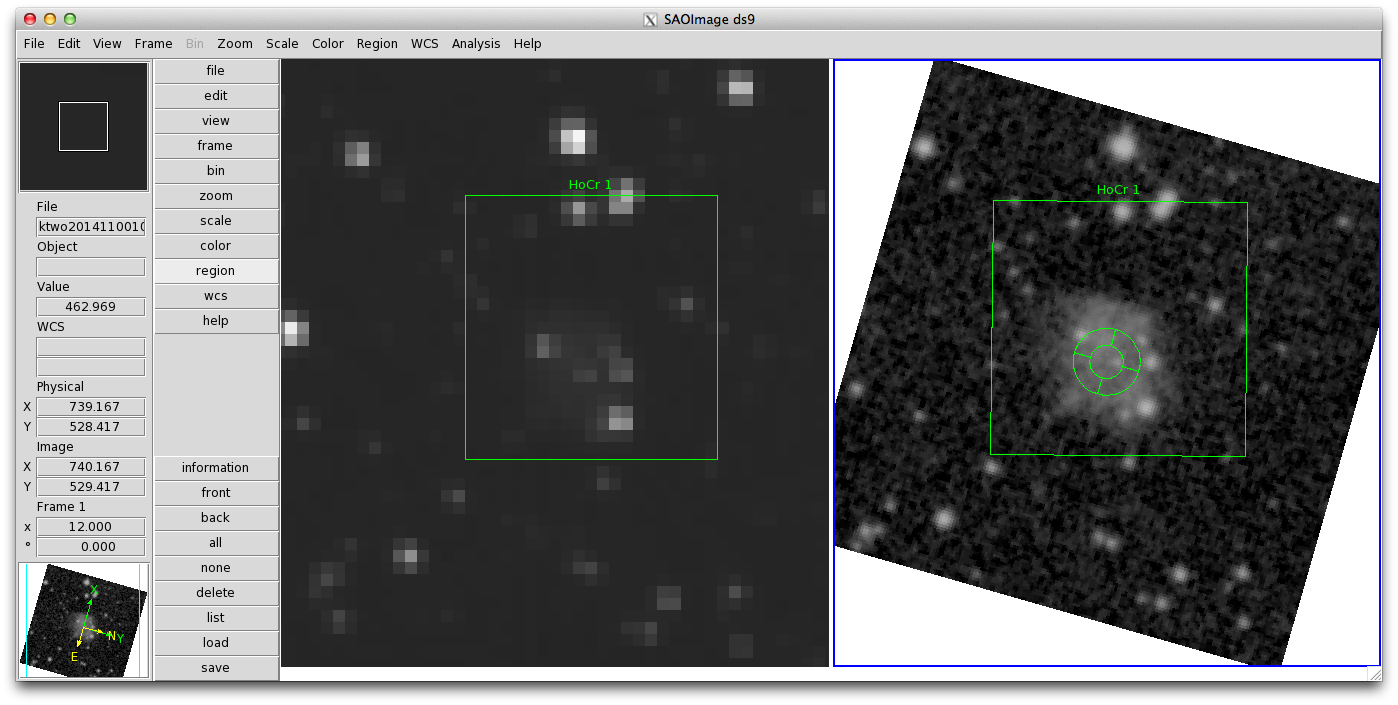 SAOImage ds9
File Edit View Frame Bin Zoom Scale Color Region WCS Analysis Help
file
edit
view
frame
bin
zoom
scale
color
region
wcs
help
File
ktwo2014110010
Object
Value
462.969
WCS
Physical
X 739.167
Y 528.417
Image
X 740.167
Y 529.417
Frame 1
x 12.000
° 0.000
information
front
back
all
none
delete
list
load
save
HoCr 1
HoCr 1
X
N Y
E